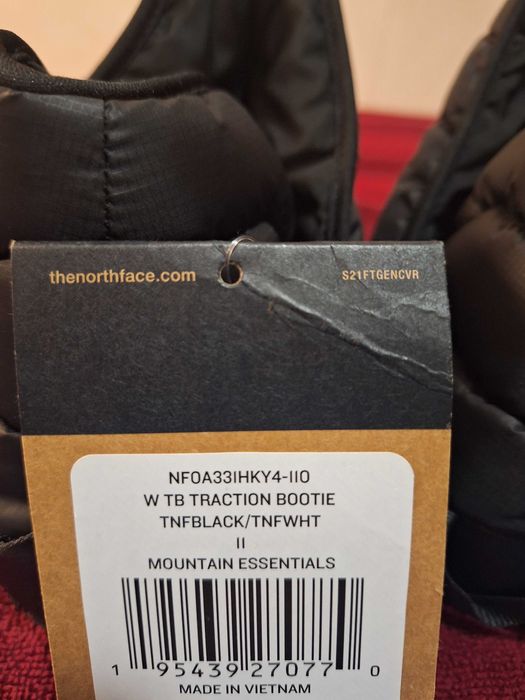 thenorthface.com S21FTGENCVR
NF0A331HKY4-110
W TB TRACTION BOOTIE
TNFBLACK/TNFWHT
11
MOUNTAIN ESSENTIALS
1 95439 27077 0
MADE IN VIETNAM